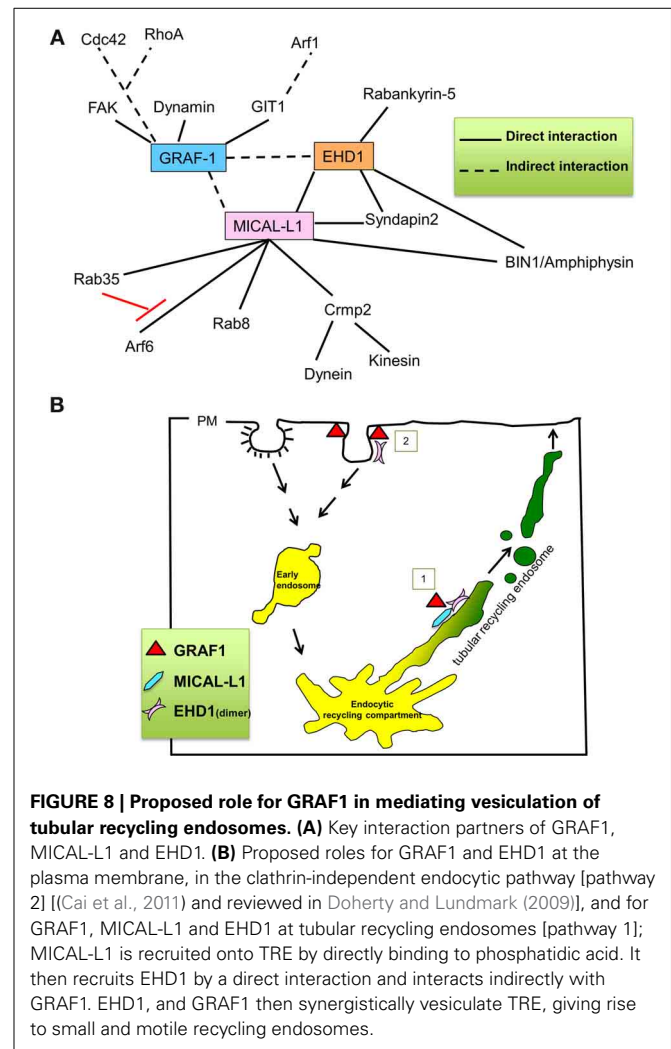 A
Cdc42
RhoA
Arf1
FAK
Dynamin
GIT1
Rabankyrin-5
GRAF-1
EHD1
Direct interaction
Indirect interaction
MICAL-L1
Syndapin2
BIN1/Amphiphysin
Rab35
Arf6
Rab8
Crmp2
Dynein
Kinesin
B
PM
2
Early
endosome
1
tubular recycling endosome
GRAF1
MICAL-L1
EHD1(dimer)
Endocytic
recycling compartment
FIGURE 8 | Proposed role for GRAF1 in mediating vesiculation of
tubular recycling endosomes. (A) Key interaction partners of GRAF1,
MICAL-L1 and EHD1. (B) Proposed roles for GRAF1 and EHD1 at the
plasma membrane, in the clathrin-independent endocytic pathway [pathway
2] [(Cai et al., 2011) and reviewed in Doherty and Lundmark (2009)], and for
GRAF1, MICAL-L1 and EHD1 at tubular recycling endosomes [pathway 1];
MICAL-L1 is recruited onto TRE by directly binding to phosphatidic acid. It
then recruits EHD1 by a direct interaction and interacts indirectly with
GRAF1. EHD1, and GRAF1 then synergistically vesiculate TRE, giving rise
to small and motile recycling endosomes.